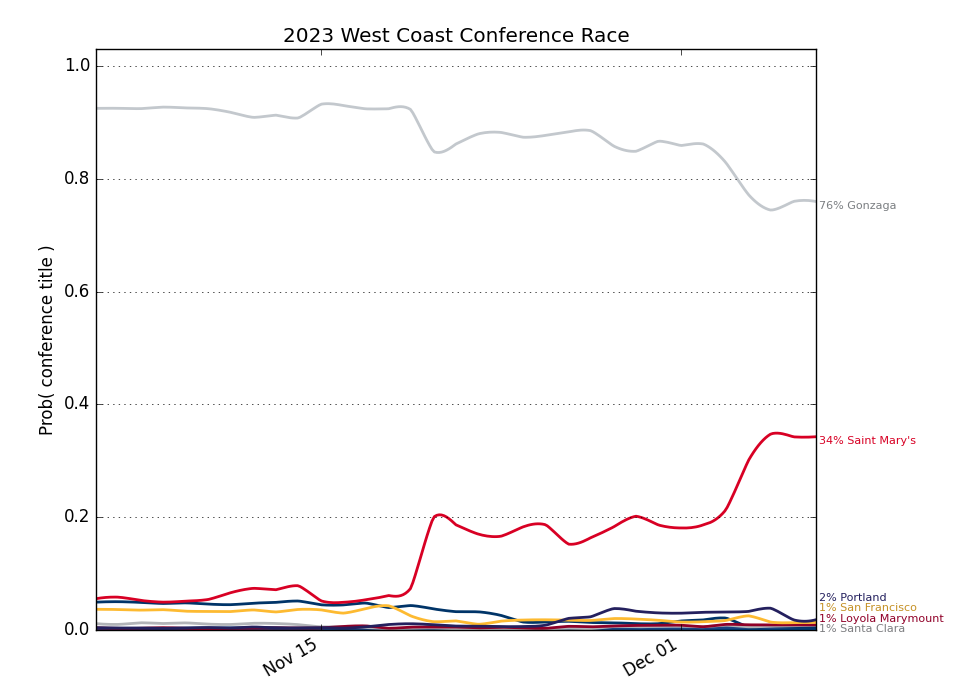 2023 West Coast Conference Race
Prob( conference title )
1.0
0.8
0.6
0.4
0.2
0.0
Nov 15
Dec 01
76% Gonzaga
34% Saint Mary's
2% Portland
1% San Francisco
1% Loyola Marymount
1% Santa Clara